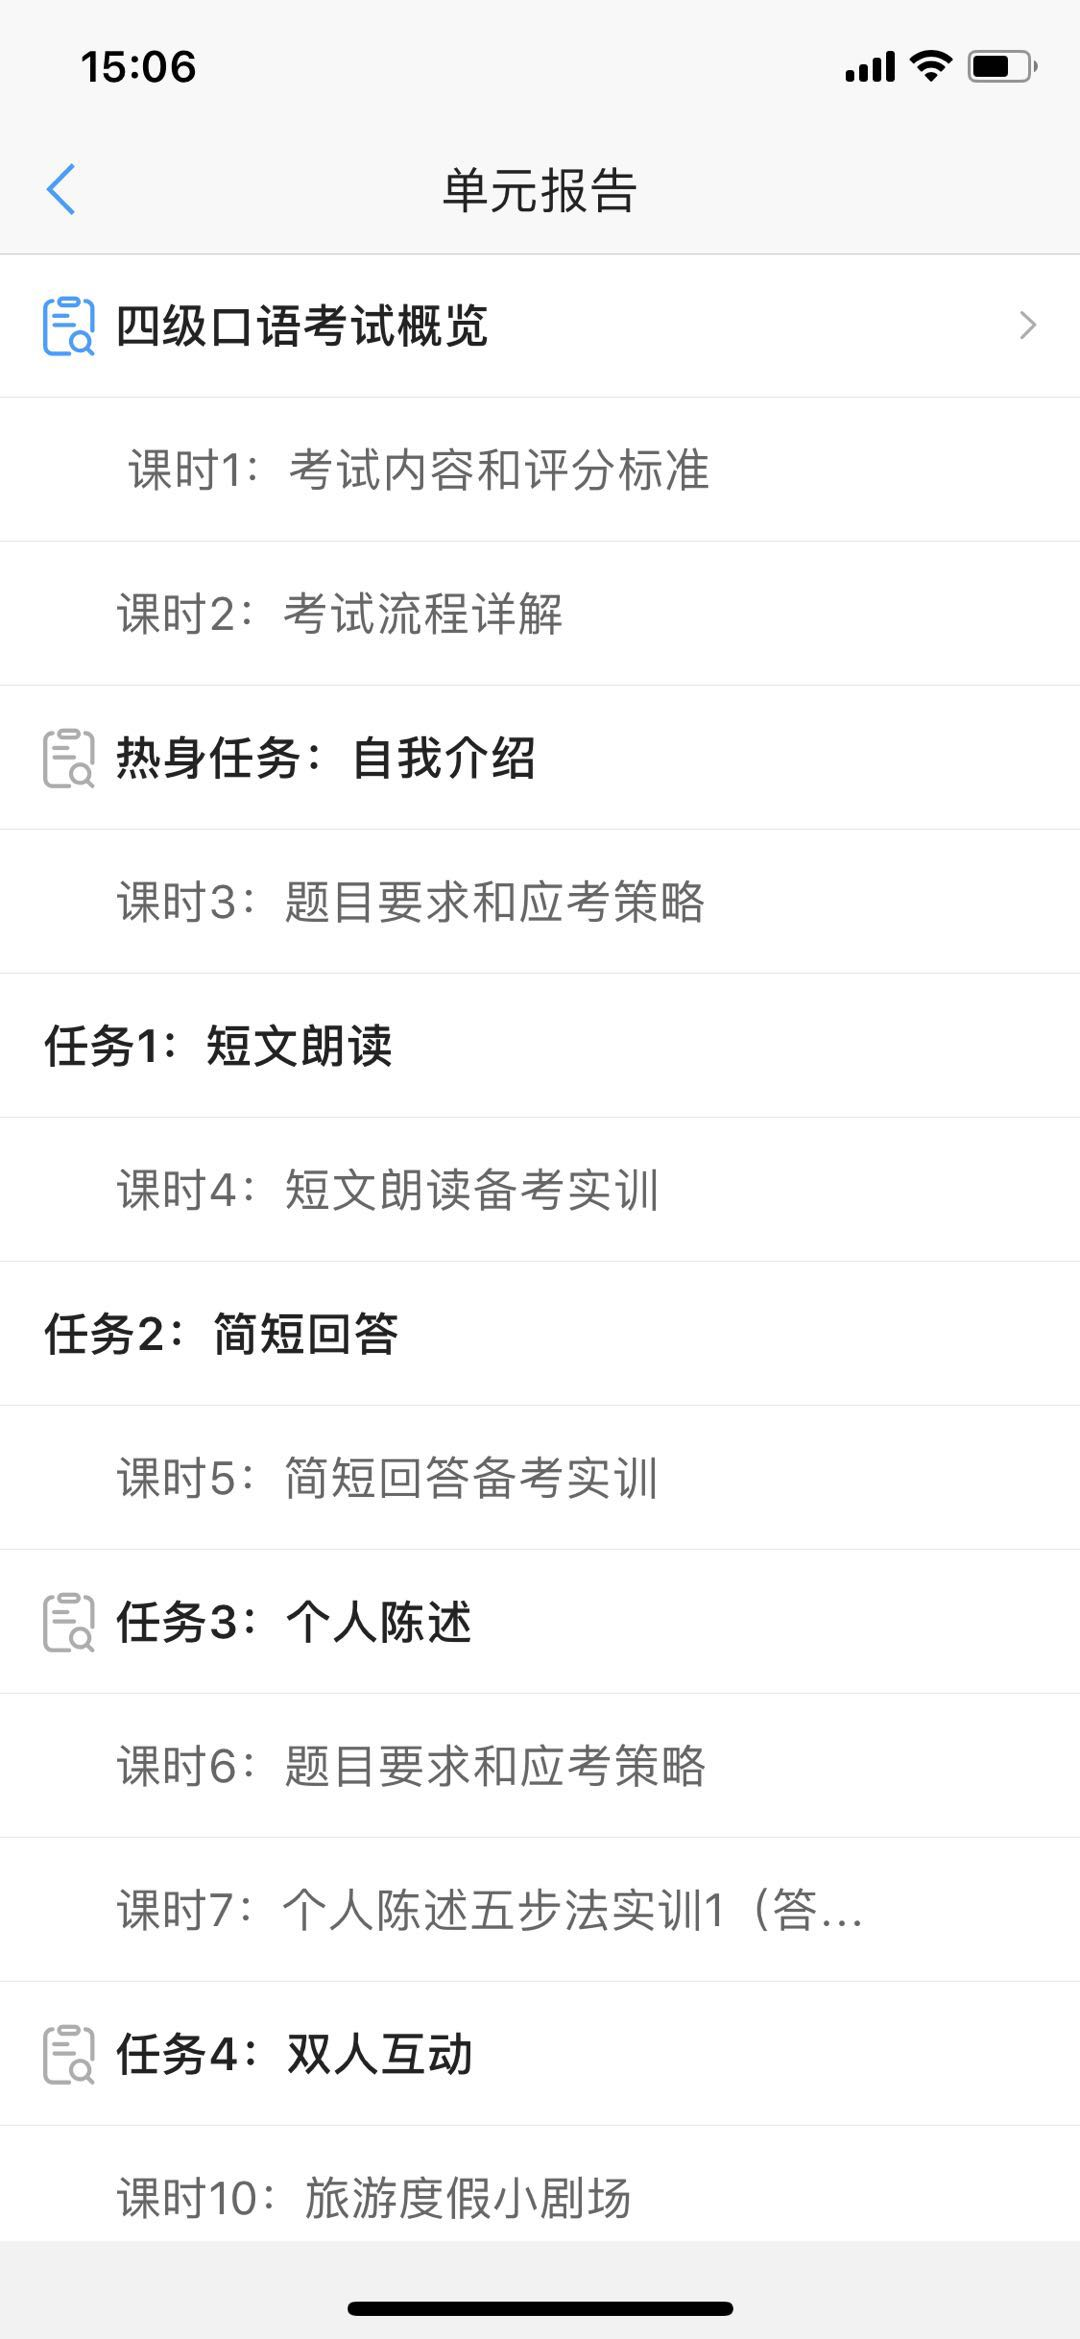 15:06
单元报告
四级口语考试概览
课时1：考试内容和评分标准
课时2：考试流程详解
热身任务：自我介绍
课时3：题目要求和应考策略
任务1：短文朗读
课时4：短文朗读备考实训
任务2：简短回答
课时5：简短回答备考实训
任务3：个人陈述
课时6：题目要求和应考策略
课时7：个人陈述五步法实训1（答...
任务4：双人互动
课时10：旅游度假小剧场